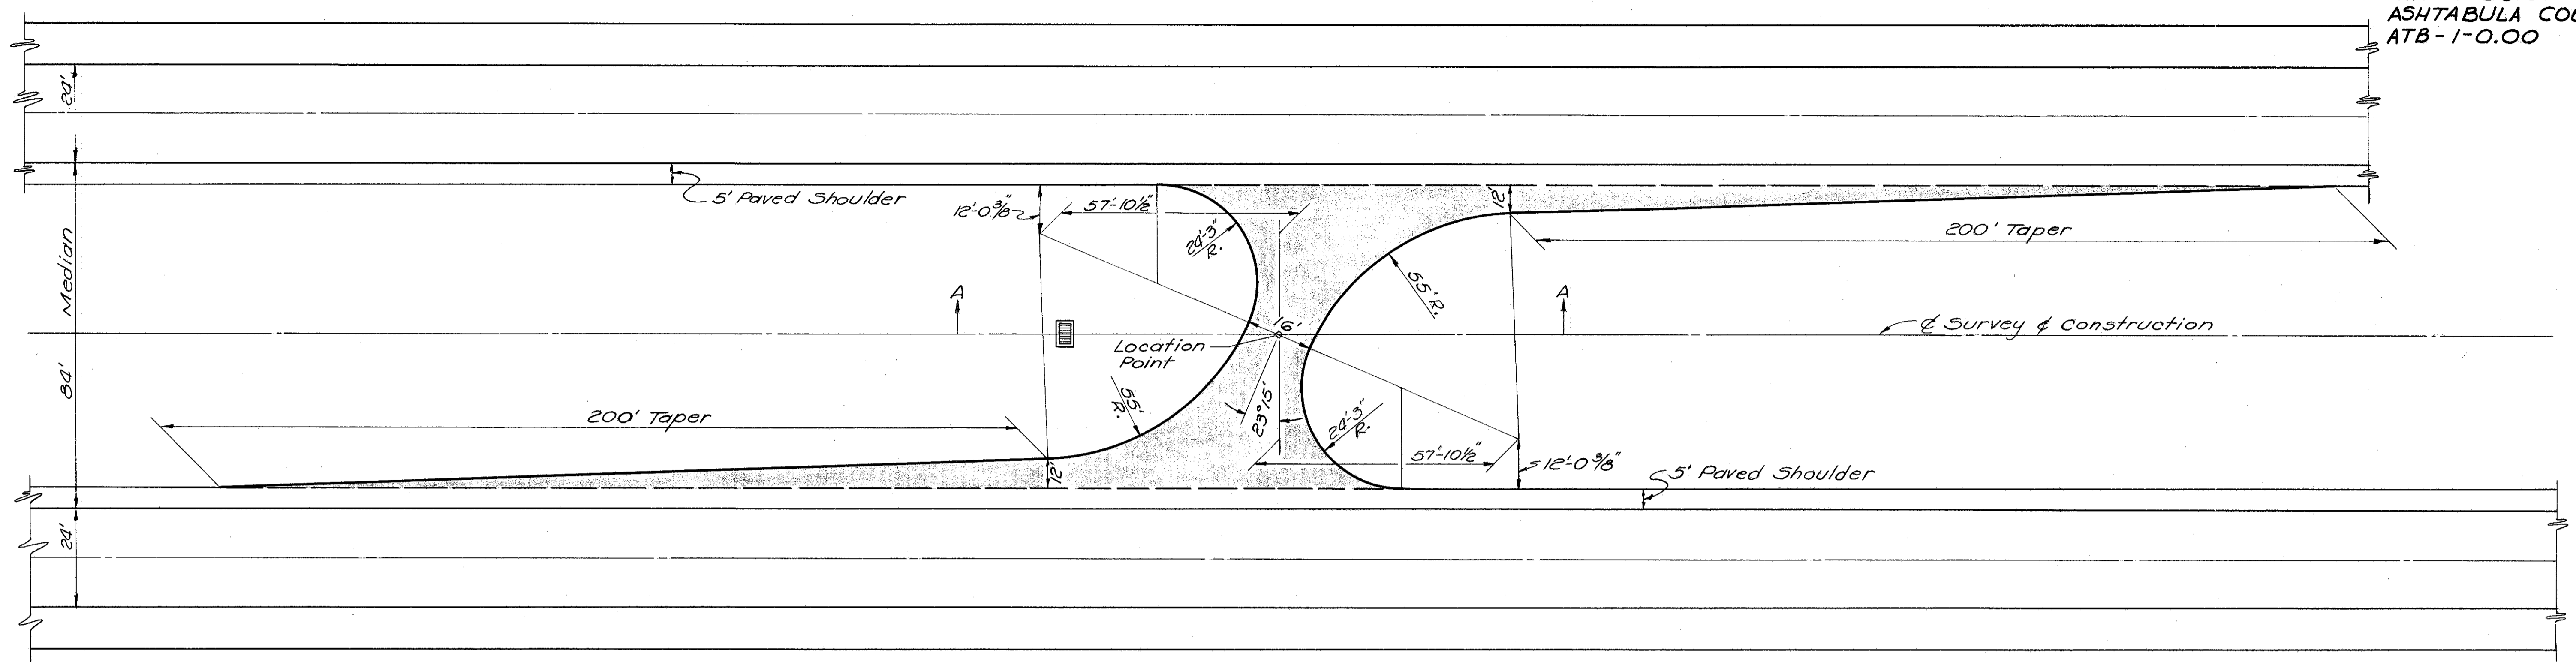 ASHTABULA COU
ATB-1-0.00
24'
5' Paved Shoulder
12'-0⅜"
57'-10½"
24'-3"
R.
12'
200' Taper
Median
84'
A
55' R.
A
16'
Location
Point
℄ Survey & Construction
55'
R.
23°15'
200' Taper
24'-3"
R.
57'-10½"
12'-0⅜"
12'
5' Paved Shoulder
24'